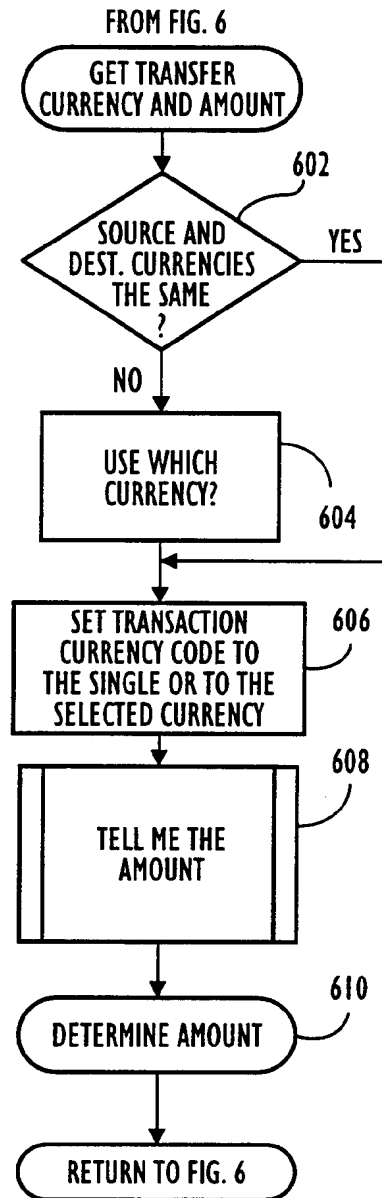 FROM FIG. 6
GET TRANSFER
CURRENCY AND AMOUNT
602
SOURCE AND
DEST. CURRENCIES
THE SAME
?
YES
NO
USE WHICH
CURRENCY?
604
SET TRANSACTION
CURRENCY CODE TO
THE SINGLE OR TO THE
SELECTED CURRENCY
606
608
TELL ME THE
AMOUNT
610
DETERMINE AMOUNT
RETURN TO FIG. 6